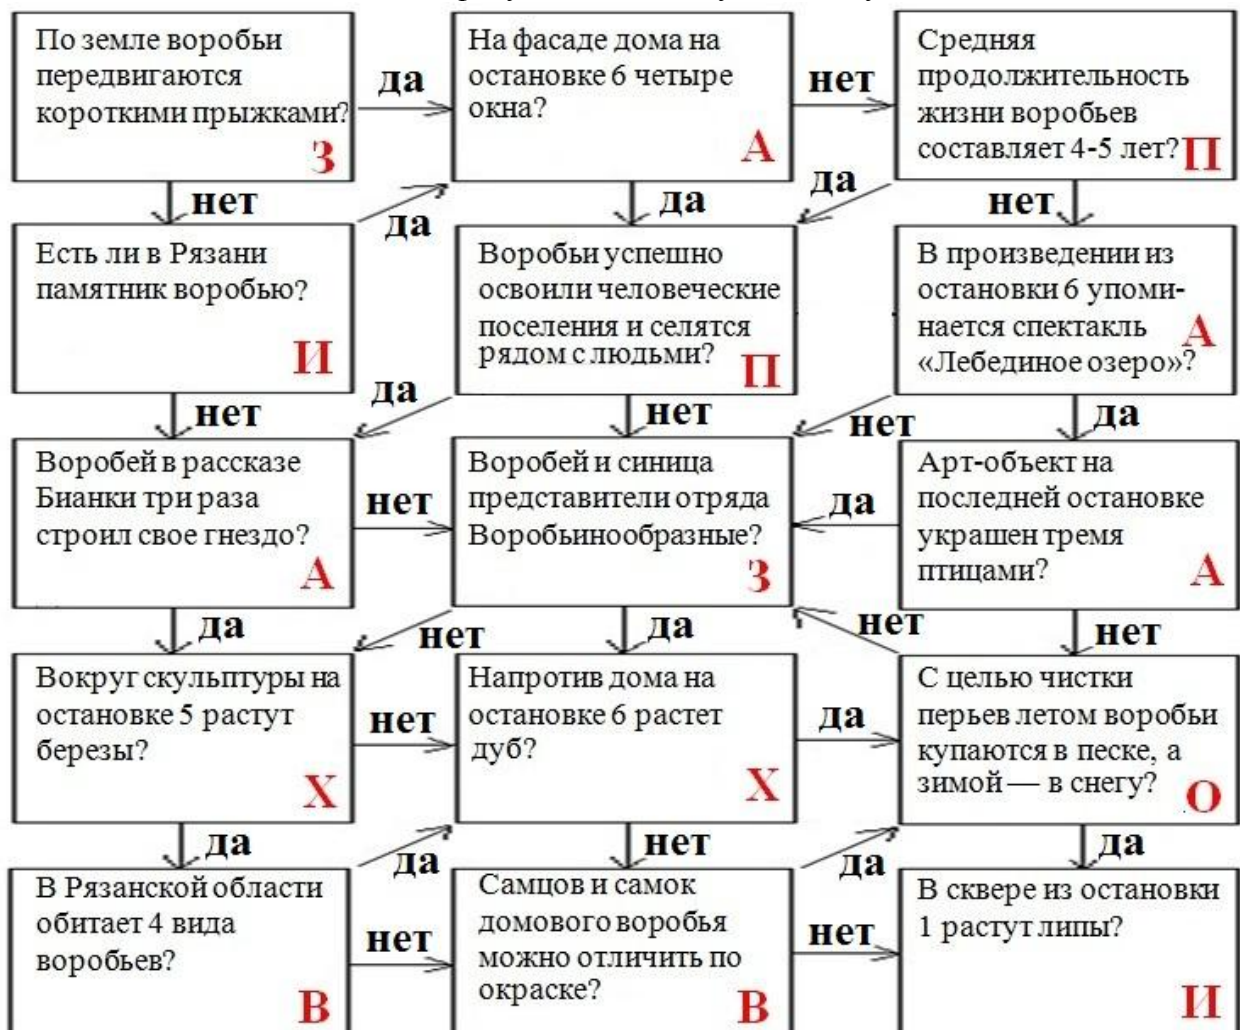 По земле воробьи
передвигаются
короткими прыжками?
З
да
На фасаде дома на
остановке 6 четыре
окна?
А
нет
Средняя
продолжительность
жизни воробьев
составляет 4-5 лет?
П
нет
да
да
да
нет
Есть ли в Рязани
памятник воробью?
И
Воробьи успешно
освоили человеческие
поселения и селятся
рядом с людьми?
П
В произведении из
остановки 6 упоми-
нается спектакль
«Лебединое озеро»?
А
нет
да
нет
нет
да
Воробей в рассказе
Бианки три раза
строил свое гнездо?
А
нет
Воробей и синица
представители отряда
Воробьинообразные?
З
да
Арт-объект на
последней остановке
украшен тремя
птицами?
А
да
нет
да
нет
нет
Вокруг скульптуры на
остановке 5 растут
березы?
Х
нет
Напротив дома на
остановке 6 растет
дуб?
Х
да
С целью чистки
перьев летом воробьи
купаются в песке, а
зимой — в снегу?
О
да
да
нет
да
да
В Рязанской области
обитает 4 вида
воробьев?
В
нет
Самцов и самок
домового воробья
можно отличить по
окраске?
В
нет
В сквере из остановки
1 растут липы?
И